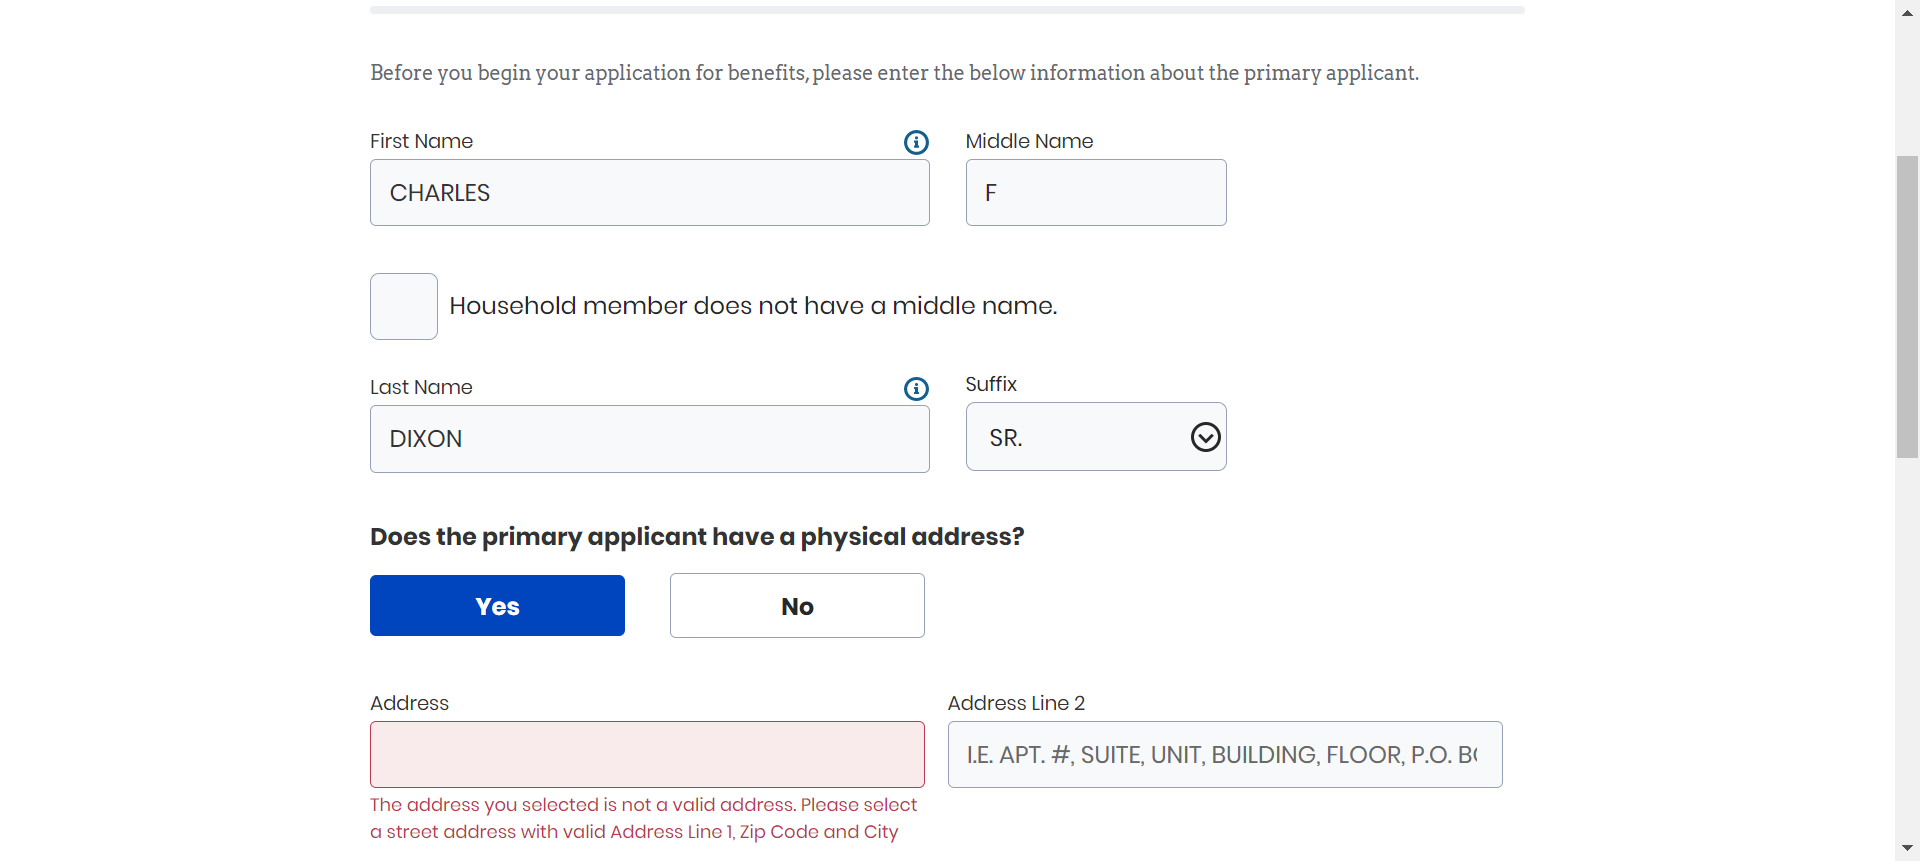 Before you begin your application for benefits, please enter the below information about the primary applicant.
First Name
Middle Name
CHARLES
F
Household member does not have a middle name.
Last Name
Suffix
DIXON
SR.
Does the primary applicant have a physical address?
Yes
No
Address
Address Line 2
I.E. APT. #, SUITE, UNIT, BUILDING, FLOOR, P.O.
The address you selected is not a valid address. Please select
a street address with valid Address Line 1, Zip Code and City